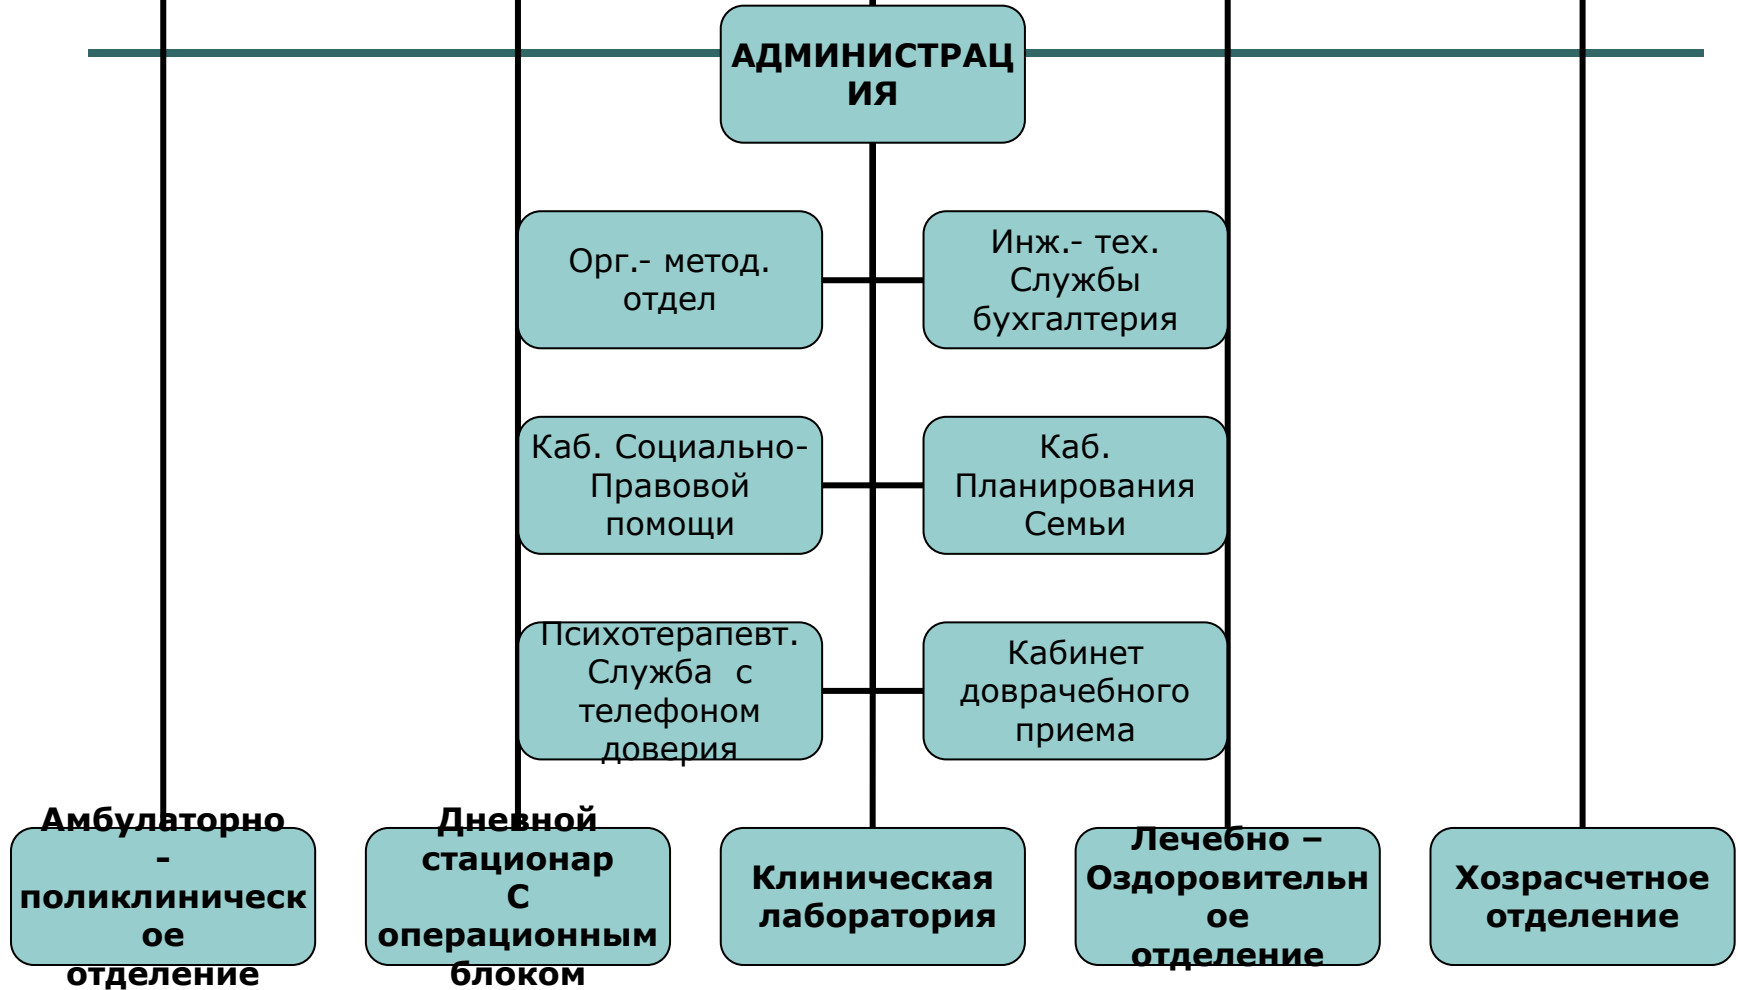 АДМИНИСТРАЦ
ИЯ
Орг.- метод.
отдел
Инж.- тех.
Службы
бухгалтерия
Каб. Социально-
Правовой
помощи
Каб.
Планирования
Семьи
Психотерапевт.
Служба  с
телефоном
доверия
Кабинет
доврачебного
приема
Амбулаторно
-
поликлиническ
ое
отделение
Дневной
стационар
С
операционным
блоком
Клиническая
лаборатория
Лечебно –
Оздоровительн
ое
отделение
Хозрасчетное
отделение